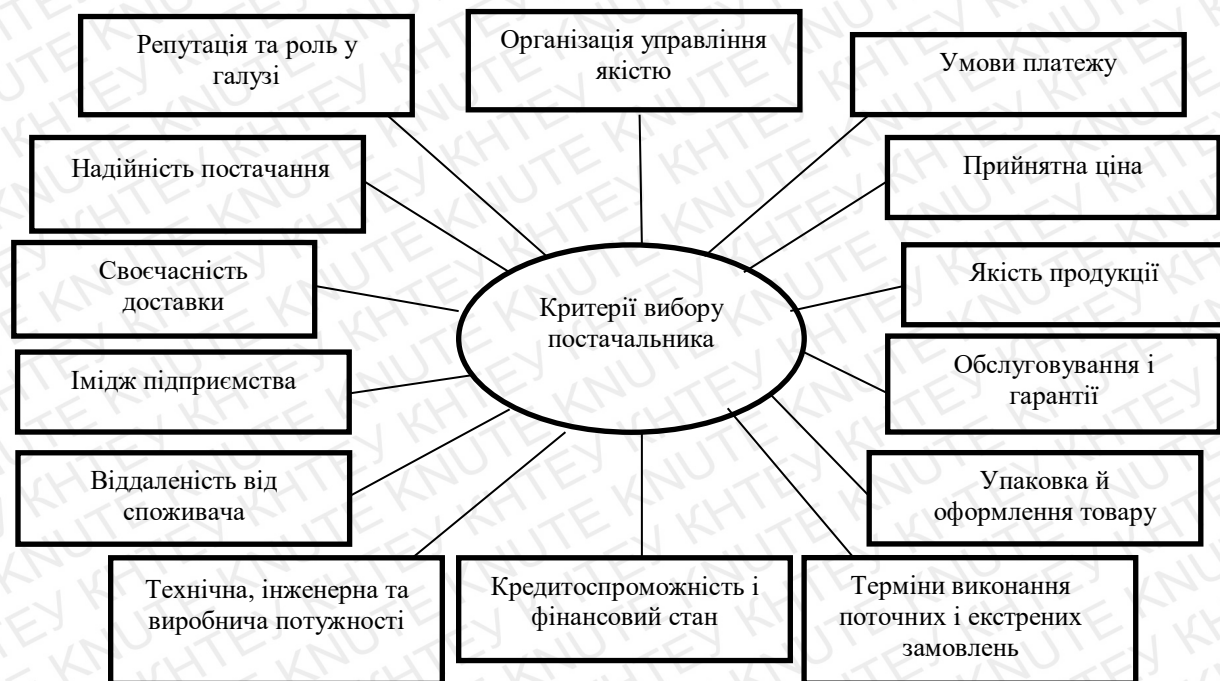 Репутація та роль у
галузі
Організація управління
якістю
Умови платежу
Надійність постачання
Прийнятна ціна
Своєчасність
доставки
Якість продукції
Критерії вибору
постачальника
Імідж підприємства
Обслуговування і
гарантії
Віддаленість від
споживача
Упаковка й
оформлення товару
Технічна, інженерна та
виробнича потужності
Кредитоспроможність і
фінансовий стан
Терміни виконання
поточних і екстрених
замовлень